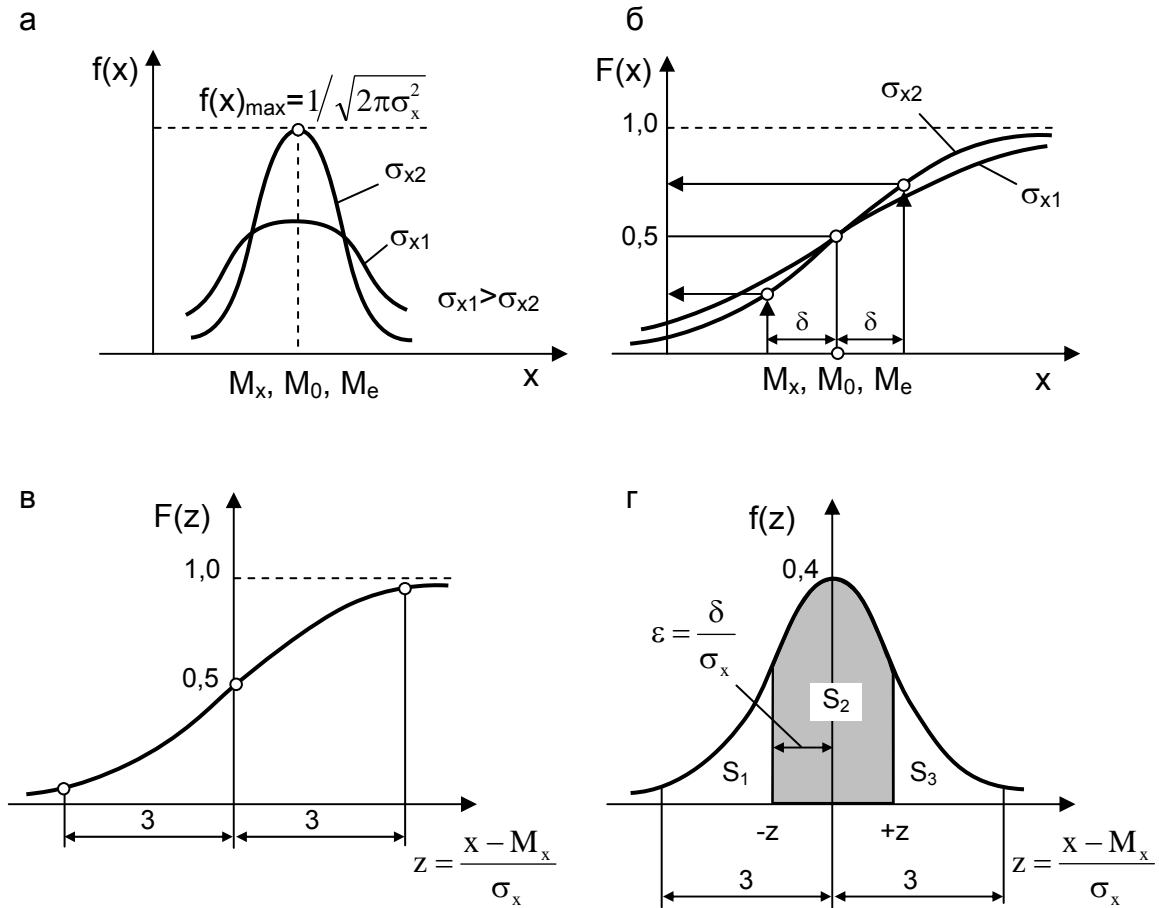 а
f(x)
f(x)max=1/√2πσx²
σx2
σx1
σx1>σx2
x
Mx, M0, Me
б
F(x)
1,0
0,5
σx2
σx1
δ δ
Mx, M0, Me
x
в
F(z)
1,0
0,5
3 3
z = (x − Mx)/σx
г
f(z)
0,4
ε = δ/σx
S2
S1
S3
-z +z
3 3
z = (x − Mx)/σx